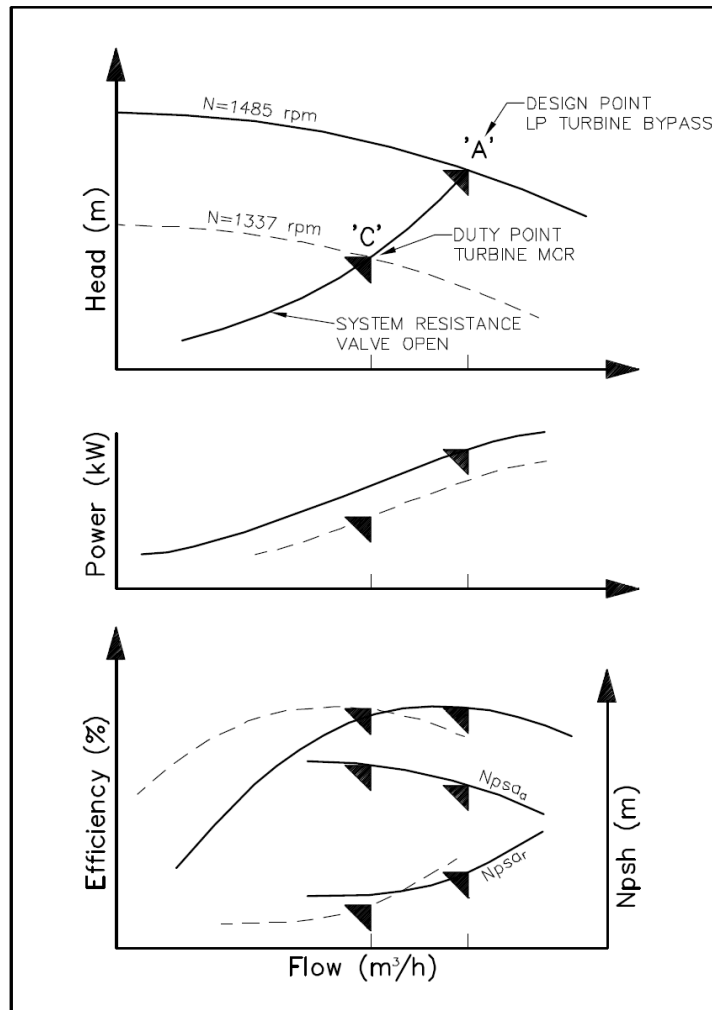 N=1485 rpm
DESIGN POINT
LP TURBINE BYPASS
'A'
N=1337 rpm
'C'
DUTY POINT
TURBINE MCR
SYSTEM RESISTANCE
VALVE OPEN
Head (m)
Power (kW)
Efficiency (%)
Npsaₐ
Npsaᵣ
Npsh (m)
Flow (m³/h)